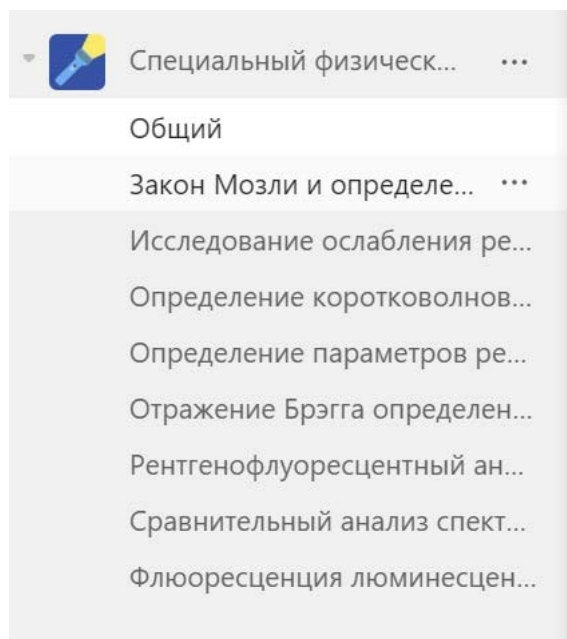 Специальный физическ... ...
Общий
Закон Мозли и определе... ...
Исследование ослабления ре...
Определение коротковолнов...
Определение параметров ре...
Отражение Брэгга определен...
Рентгенофлуоресцентный ан...
Сравнительный анализ спект...
Флюоресценция люминесцен...